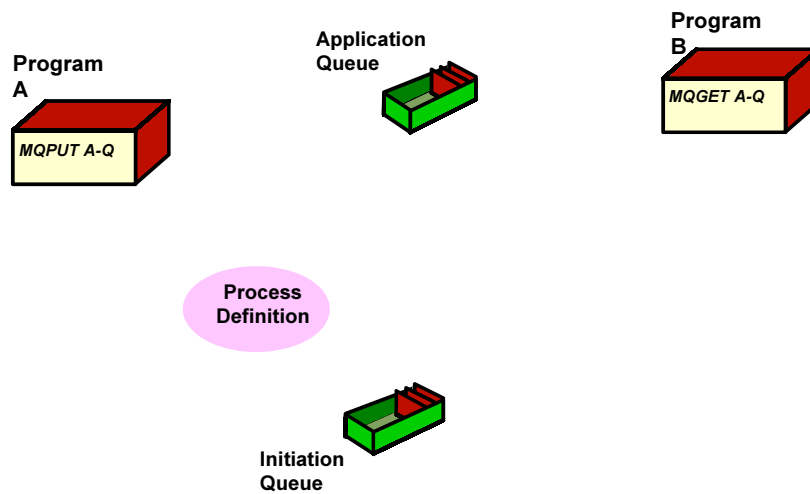 Program
A
MQPUT A-Q
Application
Queue
Program
B
MQGET A-Q
Process
Definition
Initiation
Queue